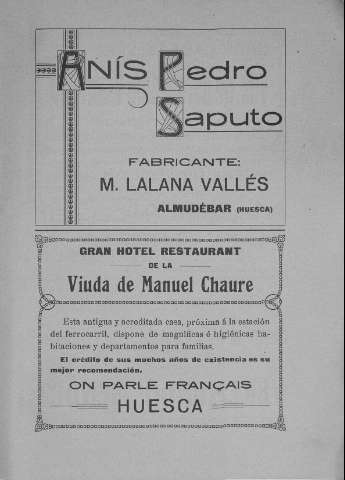 ANÍS Pedro
Saputo
FABRICANTE:
M. LALANA VALLÉS
ALMUDÉBAR (HUESCA)
GRAN HOTEL RESTAURANT
DE LA
Viuda de Manuel Chaure
Esta antigua y acreditada casa, próxima á la estación
del ferrocarril, dispone de magníficas é higiénicas ha-
bitaciones y departamentos para familias.
El crédito de sus muchos años de existencia es su
mejor recomendación.
ON PARLE FRANÇAIS
HUESCA